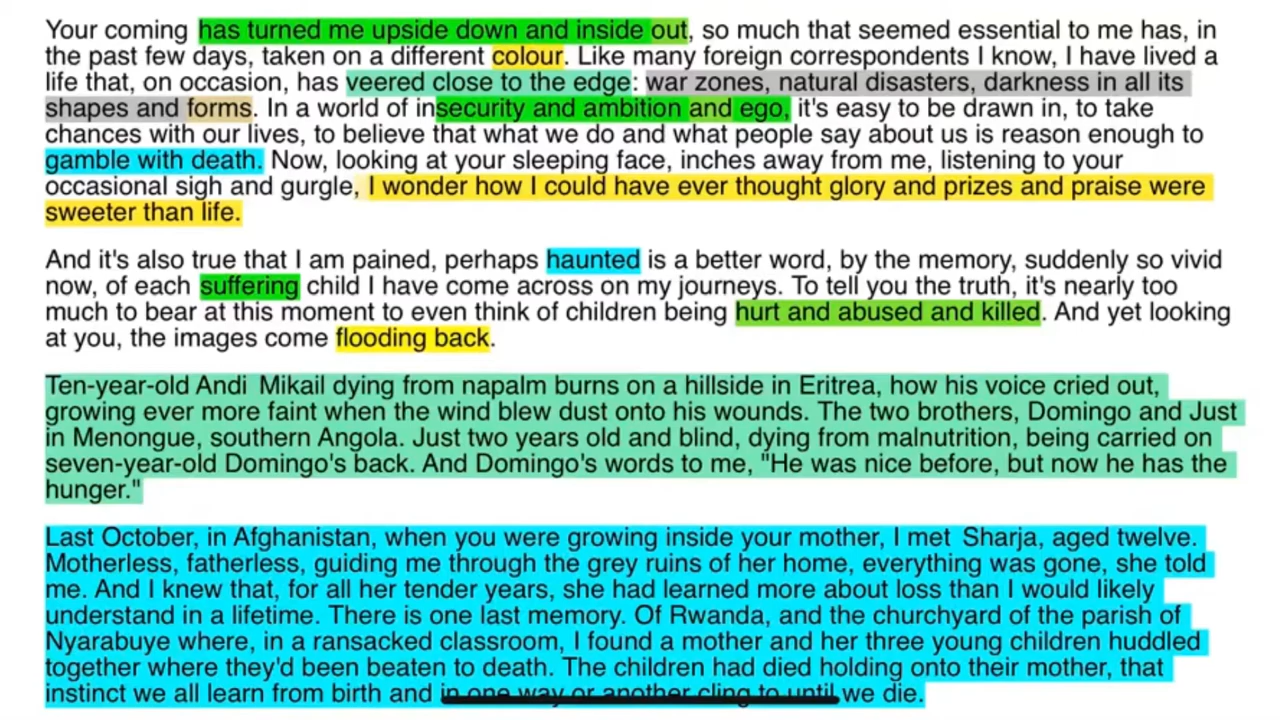 Your coming has turned me upside down and inside out, so much that seemed essential to me has, in
the past few days, taken on a different colour. Like many foreign correspondents I know, I have lived a
life that, on occasion, has veered close to the edge: war zones, natural disasters, darkness in all its
shapes and forms. In a world of insecurity and ambition and ego, it's easy to be drawn in, to take
chances with our lives, to believe that what we do and what people say about us is reason enough to
gamble with death. Now, looking at your sleeping face, inches away from me, listening to your
occasional sigh and gurgle, I wonder how I could have ever thought glory and prizes and praise were
sweeter than life.
And it's also true that I am pained, perhaps haunted is a better word, by the memory, suddenly so vivid
now, of each suffering child I have come across on my journeys. To tell you the truth, it's nearly too
much to bear at this moment to even think of children being hurt and abused and killed. And yet looking
at you, the images come flooding back.
Ten-year-old Andi Mikail dying from napalm burns on a hillside in Eritrea, how his voice cried out,
growing ever more faint when the wind blew dust onto his wounds. The two brothers, Domingo and Just
in Menongue, southern Angola. Just two years old and blind, dying from malnutrition, being carried on
seven-year-old Domingo's back. And Domingo's words to me, "He was nice before, but now he has the
hunger."
Last October, in Afghanistan, when you were growing inside your mother, I met Sharja, aged twelve.
Motherless, fatherless, guiding me through the grey ruins of her home, everything was gone, she told
me. And I knew that, for all her tender years, she had learned more about loss than I would likely
understand in a lifetime. There is one last memory. Of Rwanda, and the churchyard of the parish of
Nyarabuye where, in a ransacked classroom, I found a mother and her three young children huddled
together where they'd been beaten to death. The children had died holding onto their mother, that
instinct we all learn from birth and in one way or another cling to until we die.